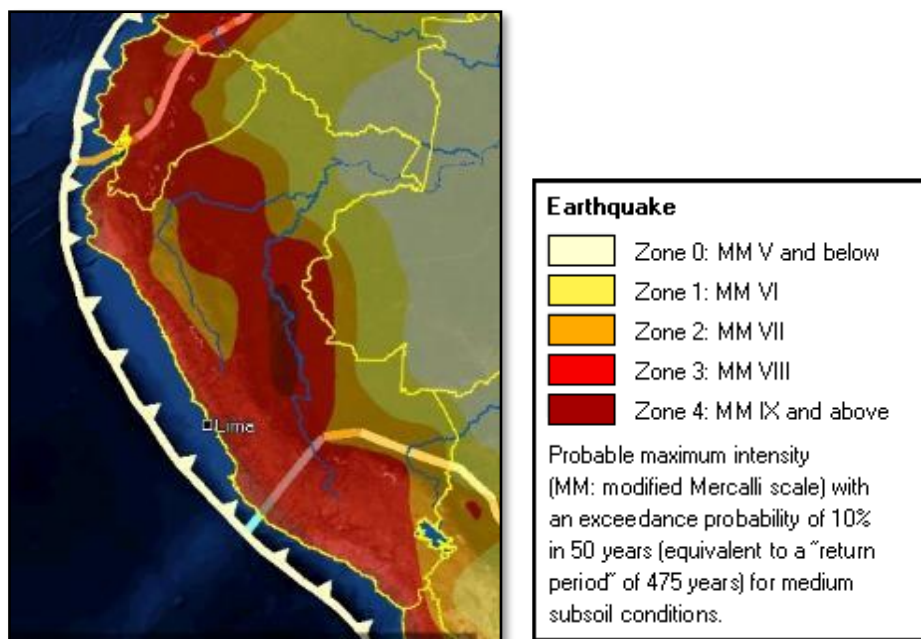 Lima
Earthquake
Zone 0: MM V and below
Zone 1: MM VI
Zone 2: MM VII
Zone 3: MM VIII
Zone 4: MM IX and above
Probable maximum intensity
(MM: modified Mercalli scale) with
an exceedance probability of 10%
in 50 years (equivalent to a "return
period" of 475 years) for medium
subsoil conditions.